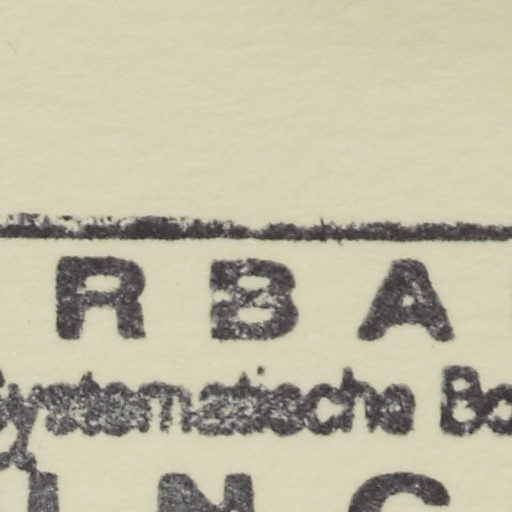 R B A
Systematische Bo
I N G